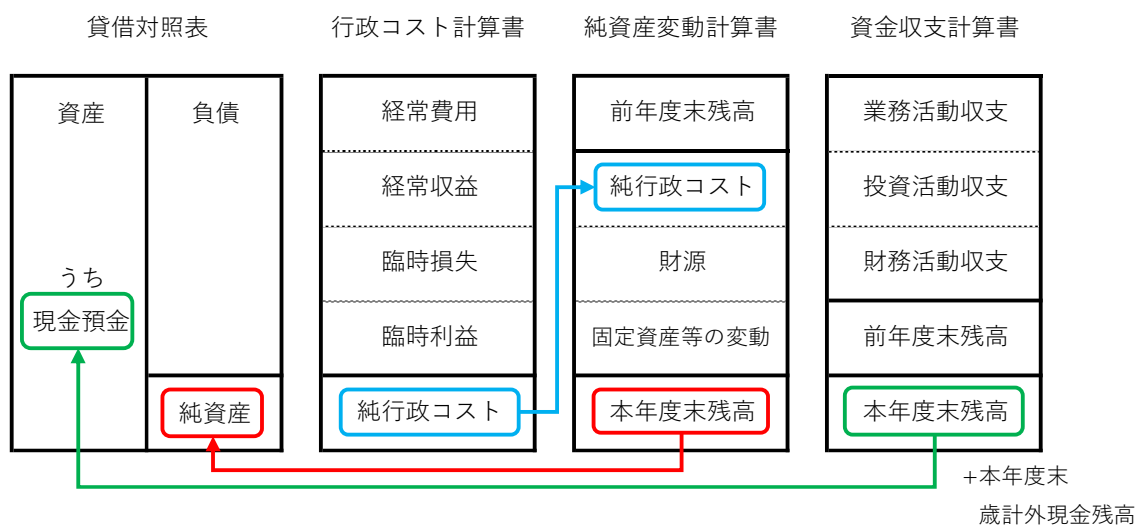 貸借対照表
資産
負債
うち
現金預金
純資産
行政コスト計算書
経常費用
経常収益
臨時損失
臨時利益
純行政コスト
純資産変動計算書
前年度末残高
純行政コスト
財源
固定資産等の変動
本年度末残高
資金収支計算書
業務活動収支
投資活動収支
財務活動収支
前年度末残高
本年度末残高
+本年度末
歳計外現金残高